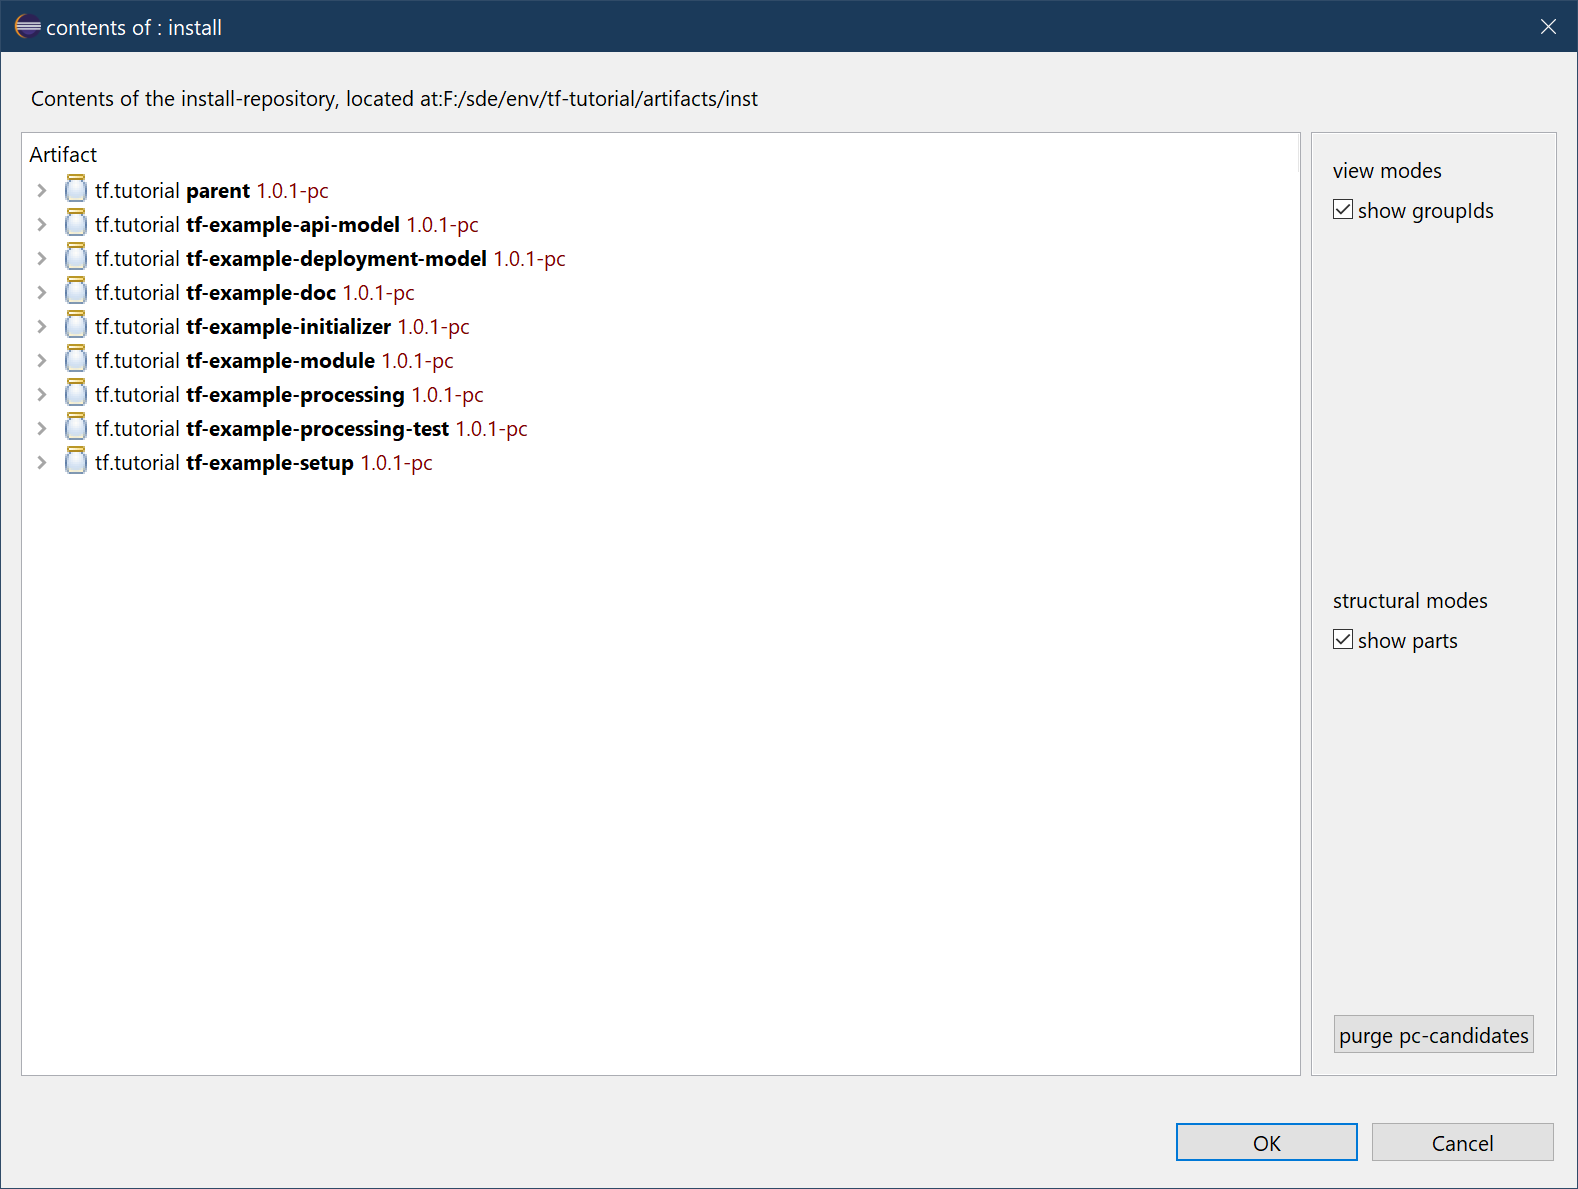 contents of : install
Contents of the install-repository, located at:F:/sde/env/tf-tutorial/artifacts/inst
Artifact
tf.tutorial parent 1.0.1-pc
tf.tutorial tf-example-api-model 1.0.1-pc
tf.tutorial tf-example-deployment-model 1.0.1-pc
tf.tutorial tf-example-doc 1.0.1-pc
tf.tutorial tf-example-initializer 1.0.1-pc
tf.tutorial tf-example-module 1.0.1-pc
tf.tutorial tf-example-processing 1.0.1-pc
tf.tutorial tf-example-processing-test 1.0.1-pc
tf.tutorial tf-example-setup 1.0.1-pc
view modes
show groupIds
structural modes
show parts
purge pc-candidates
OK
Cancel